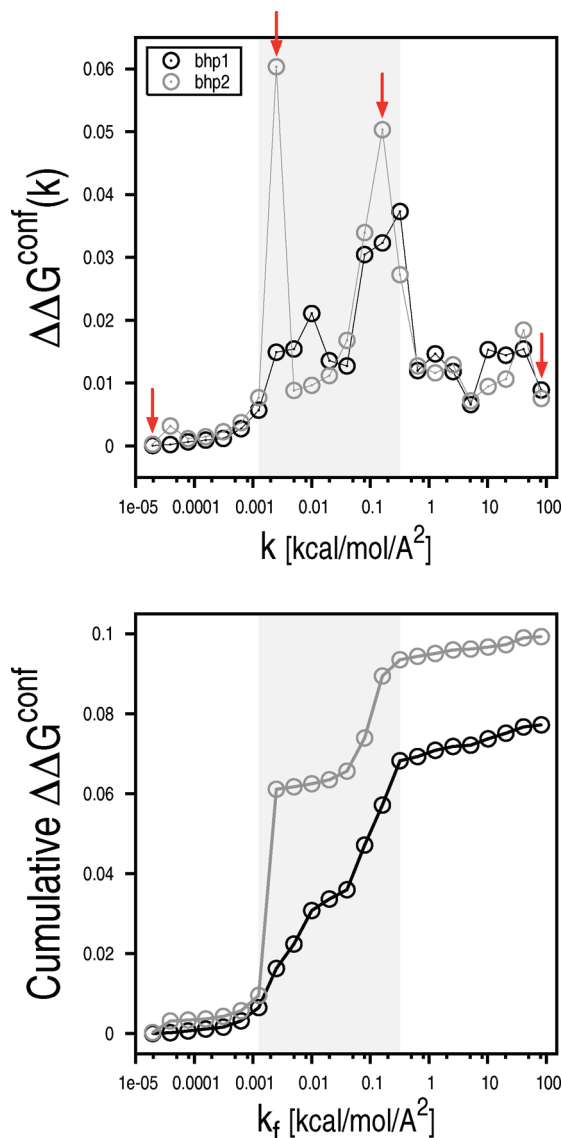 bhp1
bhp2
ΔΔG^conf(k)
0.06
0.05
0.04
0.03
0.02
0.01
0
1e-05 0.0001 0.001 0.01 0.1 1 10 100
k [kcal/mol/A^2]
Cumulative ΔΔG^conf
0.1
0.08
0.06
0.04
0.02
0
1e-05 0.0001 0.001 0.01 0.1 1 10 100
k_f [kcal/mol/A^2]